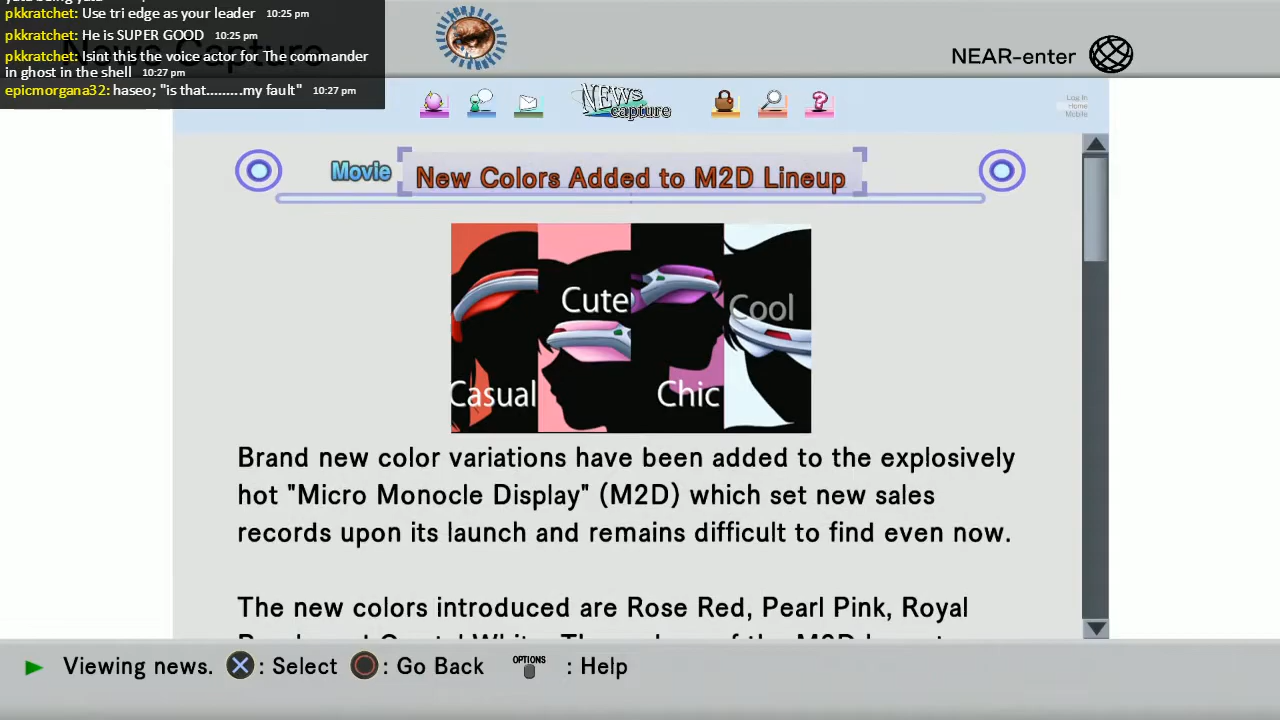 pkkratchet: Use tri edge as your leader 10:25 pm
pkkratchet: He is SUPER GOOD 10:25 pm
pkkratchet: Isint this the voice actor for The commander
in ghost in the shell 10:27 pm
epicmorgana32: haseo; "is that.........my fault" 10:27 pm
NEAR-enter
NEWS
capture
Log In
Home
Mobile
Movie New Colors Added to M2D Lineup
Cute
Cool
Casual
Chic
Brand new color variations have been added to the explosively
hot "Micro Monocle Display" (M2D) which set new sales
records upon its launch and remains difficult to find even now.
The new colors introduced are Rose Red, Pearl Pink, Royal
Viewing news. : Select : Go Back OPTIONS : Help